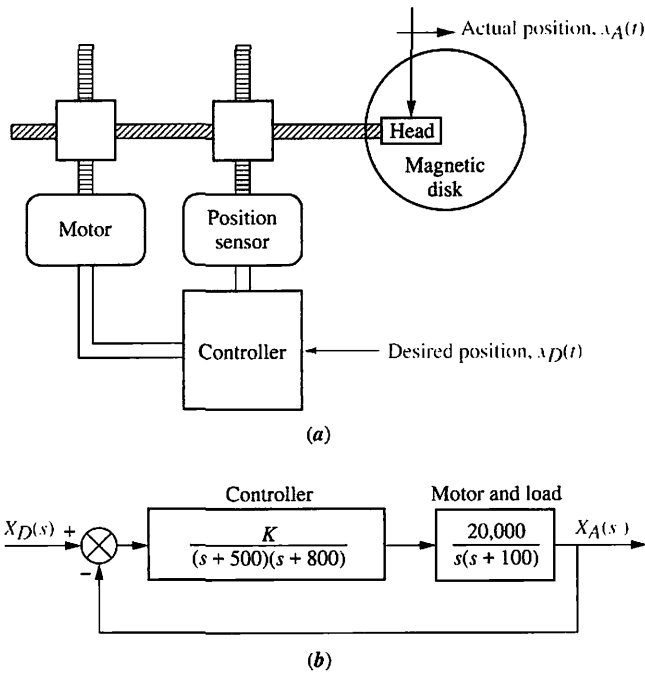 Actual position, xA(t)
Head
Magnetic
disk
Motor
Position
sensor
Controller
Desired position, xD(t)
(a)
Controller
Motor and load
XD(s) +
K
(s + 500)(s + 800)
20,000
s(s + 100)
XA(s)
−
(b)